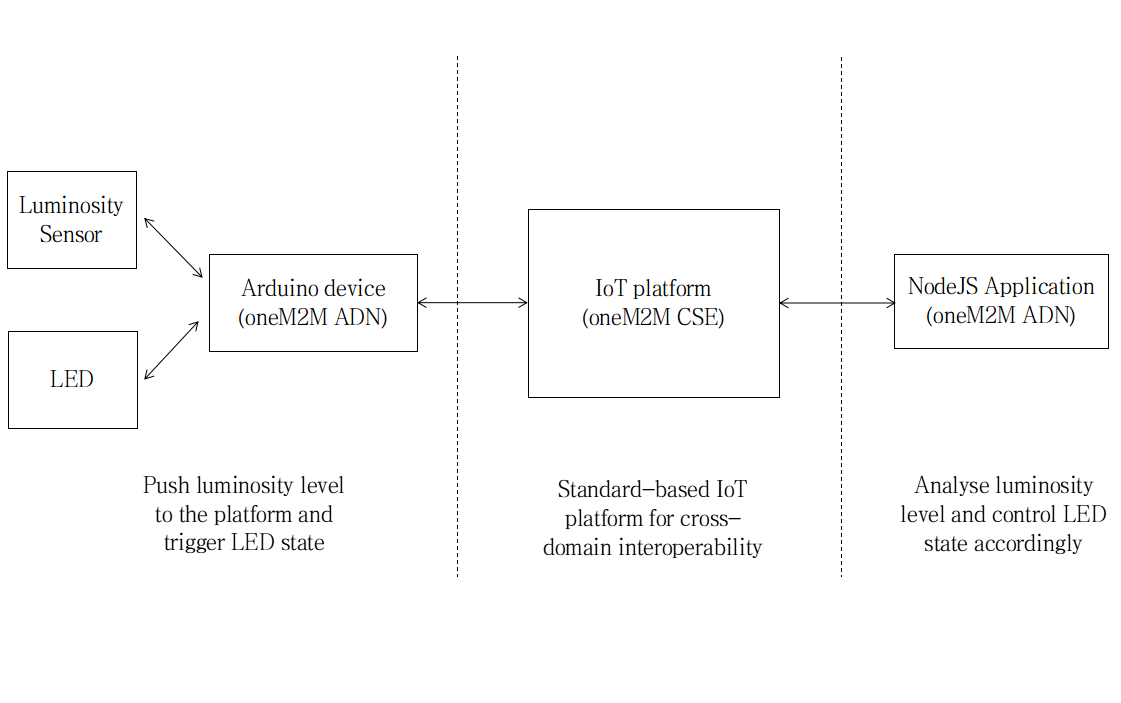 Luminosity
Sensor
LED
Arduino device
(oneM2M ADN)
IoT platform
(oneM2M CSE)
NodeJS Application
(oneM2M ADN)
Push luminosity level
to the platform and
trigger LED state
Standard–based IoT
platform for cross–
domain interoperability
Analyse luminosity
level and control LED
state accordingly